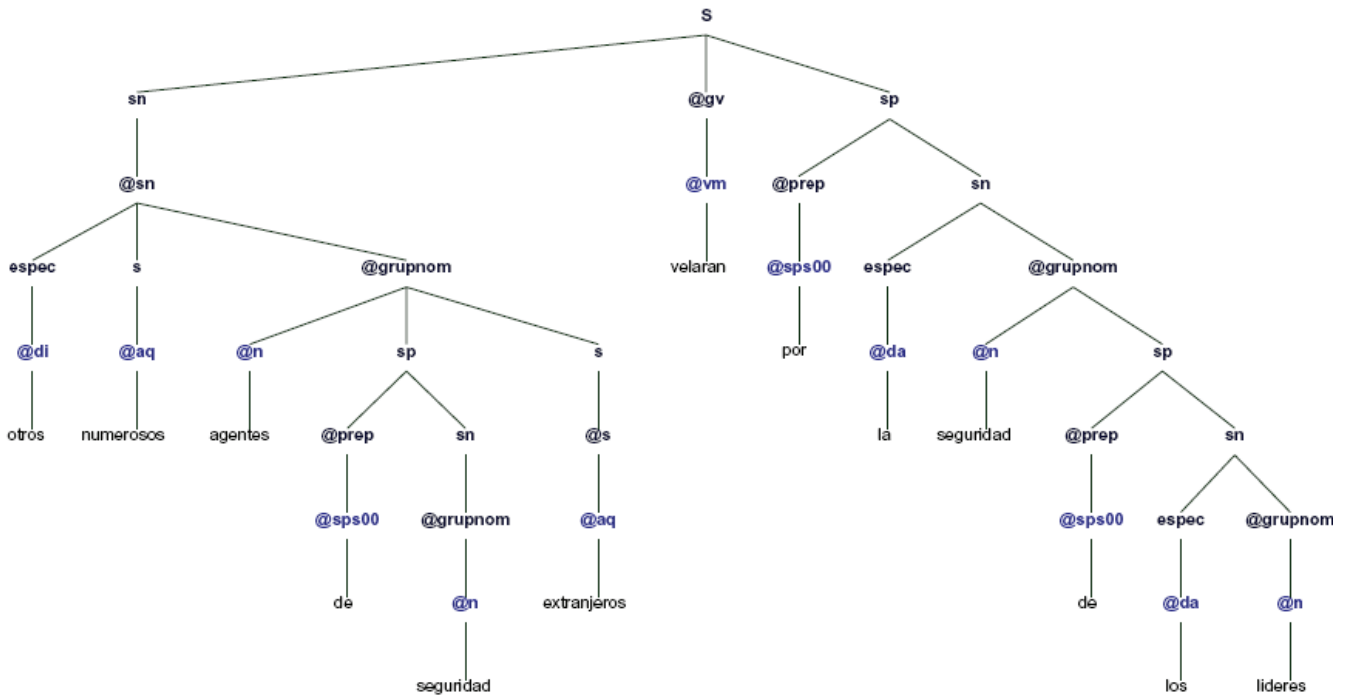 S
sn @gv sp
@sn @vm @prep sn
espec s @grupnom velaran @sps00 espec @grupnom
@di @aq @n sp s por @da @n sp
otros numerosos agentes @prep sn @s la seguridad @prep sn
@sps00 @grupnom @aq @sps00 espec @grupnom
de @n extranjeros de @da @n
seguridad los lideres